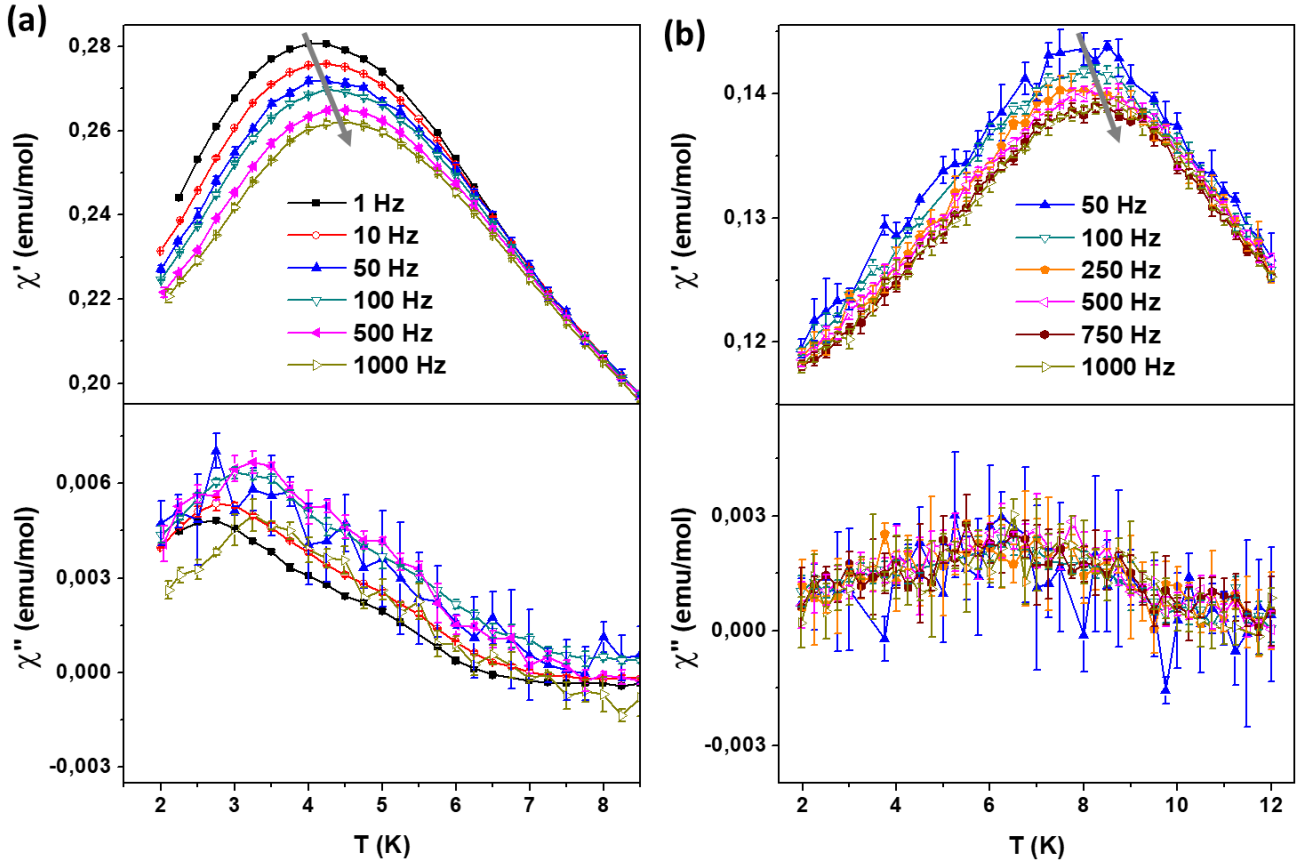 (a)
χ' (emu/mol)
0,28
0,26
0,24
0,22
0,20
1 Hz
10 Hz
50 Hz
100 Hz
500 Hz
1000 Hz
χ'' (emu/mol)
0,006
0,003
0,000
-0,003
2 3 4 5 6 7 8
T (K)
(b)
χ' (emu/mol)
0,14
0,13
0,12
50 Hz
100 Hz
250 Hz
500 Hz
750 Hz
1000 Hz
χ'' (emu/mol)
0,003
0,000
-0,003
2 4 6 8 10 12
T (K)